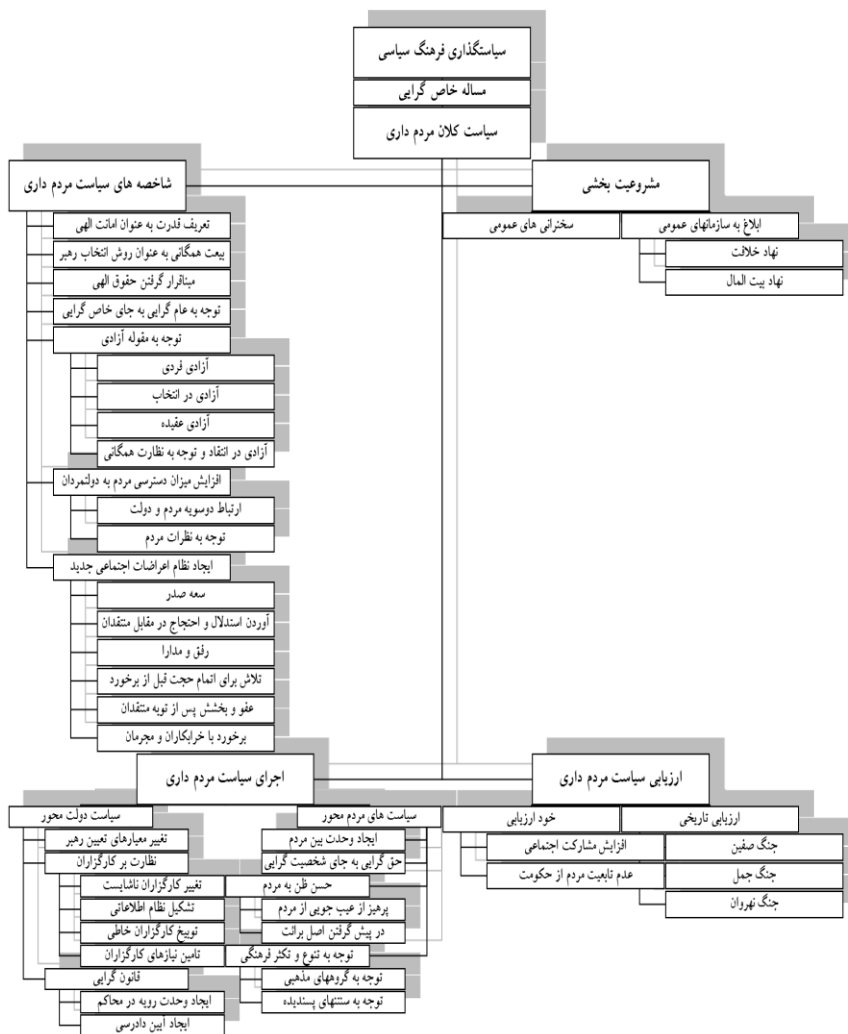 سیاستگذاری فرهنگ سیاسی
مساله خاص گرایی
سیاست کلان مردم داری
مشروعیت بخشی
ابلاغ به سازمانهای عمومی
نهاد خلافت
نهاد بیت المال
سخنرانی های عمومی
شاخصه های سیاست مردم داری
تعریف قدرت به عنوان امانت الهی
بیعت همگانی به عنوان روش انتخاب رهبر
مبناقرار گرفتن حقوق الهی
توجه به عام گرایی به جای خاص گرایی
توجه به مقوله آزادی
آزادی فردی
آزادی در انتخاب
آزادی عقیده
آزادی در انتقاد و توجه به نظارت همگانی
افزایش میزان دسترسی مردم به دولتمردان
ارتباط دوسویه مردم و دولت
توجه به نظرات مردم
ایجاد نظام اعراضات اجتماعی جدید
سعه صدر
آوردن استدلال و احتجاج در مقابل منتقدان
رفق و مدارا
تلاش برای اتمام حجت قبل از برخورد
عفو و بخشش پس از توبه منتقدان
برخورد با خرابکاران و مجرمان
ارزیابی سیاست مردم داری
ارزیابی تاریخی
جنگ صفین
جنگ جمل
جنگ نهروان
خود ارزیابی
افزایش مشارکت اجتماعی
عدم تابعیت مردم از حکومت
اجرای سیاست مردم داری
سیاست های مردم محور
ایجاد وحدت بین مردم
حق گرایی به جای شخصیت گرایی
حسن ظن به مردم
پرهیز از عیب جویی از مردم
در پیش گرفتن اصل برائت
توجه به تنوع و تکثر فرهنگی
توجه به گروههای مذهبی
توجه به سنتهای پسندیده
سیاست دولت محور
تغییر معیارهای تعیین رهبر
نظارت بر کارگزاران
تغییر کارگزاران ناشایست
تشکیل نظام اطلاعاتی
توبیخ کارگزاران خاطی
تامین نیازهای کارگزاران
قانون گرایی
ایجاد وحدت رویه در محاکم
ایجاد آیین دادرسی